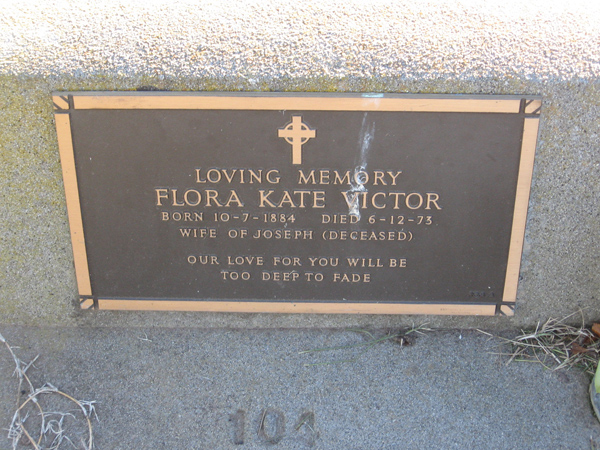 LOVING MEMORY
FLORA KATE VICTOR
BORN 10-7-1884 DIED 6-12-73
WIFE OF JOSEPH (DECEASED)
OUR LOVE FOR YOU WILL BE
TOO DEEP TO FADE
104